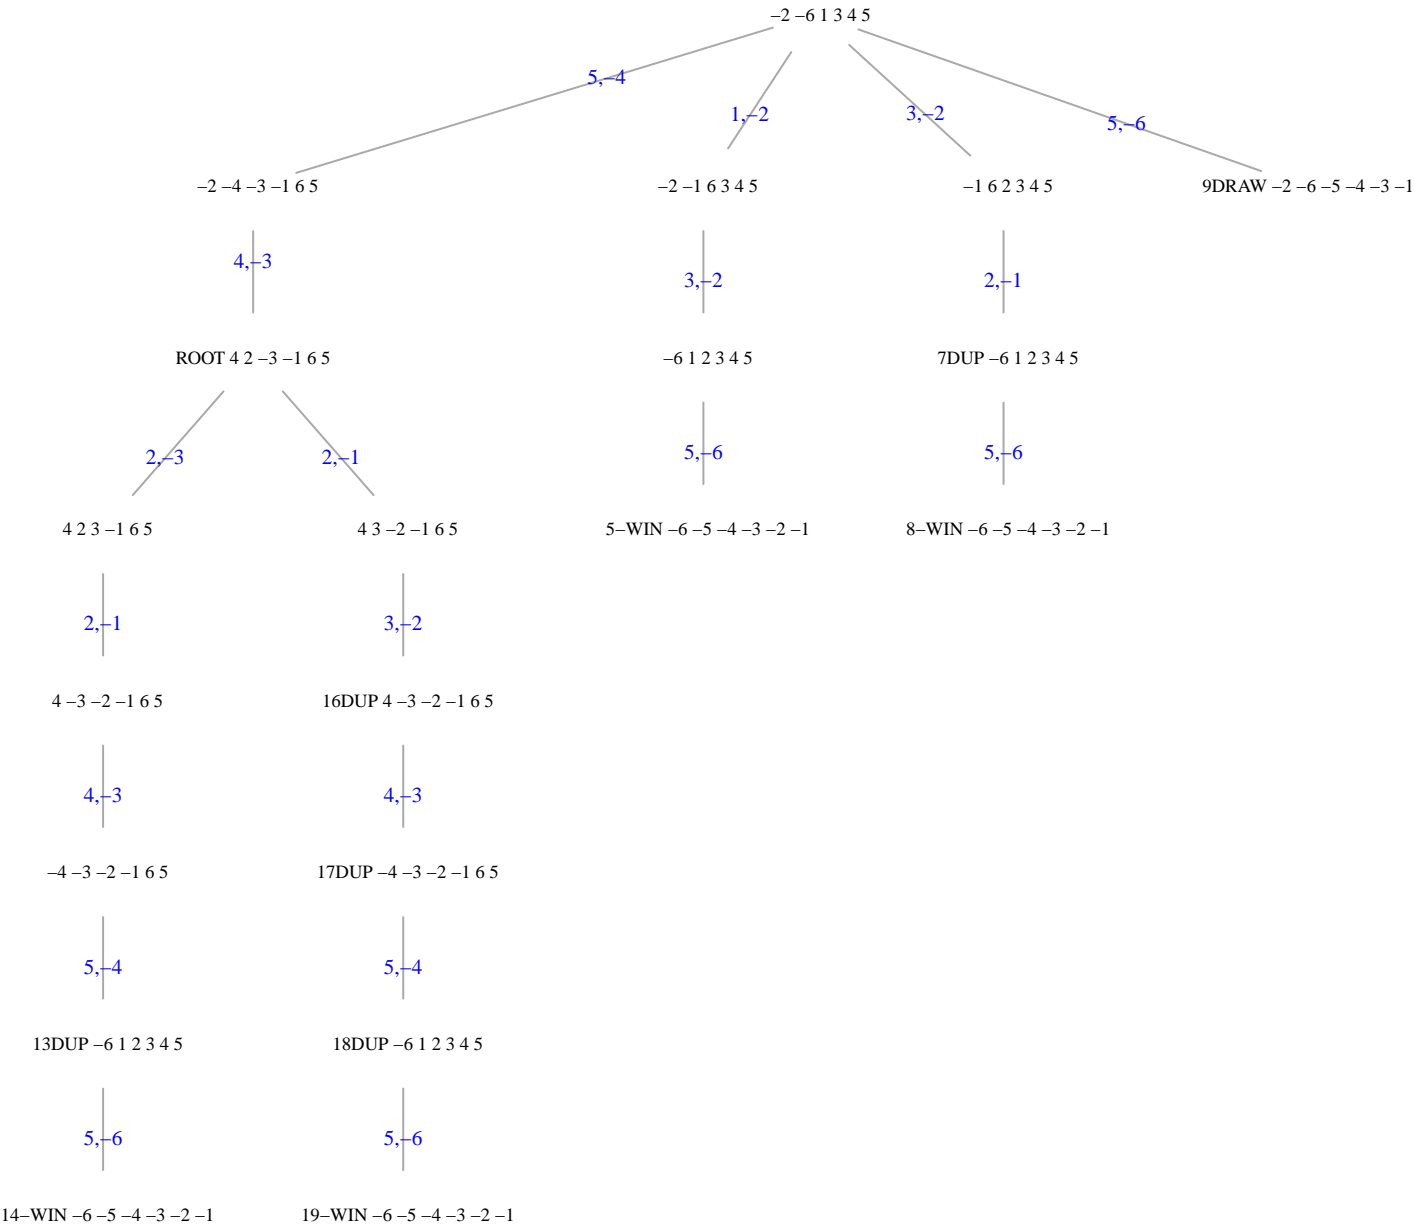 –2 –6 1 3 4 5
5,–4
1,–2
3,–2
5,–6
–2 –4 –3 –1 6 5
–2 –1 6 3 4 5
–1 6 2 3 4 5
9DRAW –2 –6 –5 –4 –3 –1
4,–3
3,–2
2,–1
ROOT 4 2 –3 –1 6 5
–6 1 2 3 4 5
7DUP –6 1 2 3 4 5
2,–3
2,–1
5,–6
5,–6
4 2 3 –1 6 5
4 3 –2 –1 6 5
5–WIN –6 –5 –4 –3 –2 –1
8–WIN –6 –5 –4 –3 –2 –1
2,–1
3,–2
4 –3 –2 –1 6 5
16DUP 4 –3 –2 –1 6 5
4,–3
4,–3
–4 –3 –2 –1 6 5
17DUP –4 –3 –2 –1 6 5
5,–4
5,–4
13DUP –6 1 2 3 4 5
18DUP –6 1 2 3 4 5
5,–6
5,–6
14–WIN –6 –5 –4 –3 –2 –1
19–WIN –6 –5 –4 –3 –2 –1